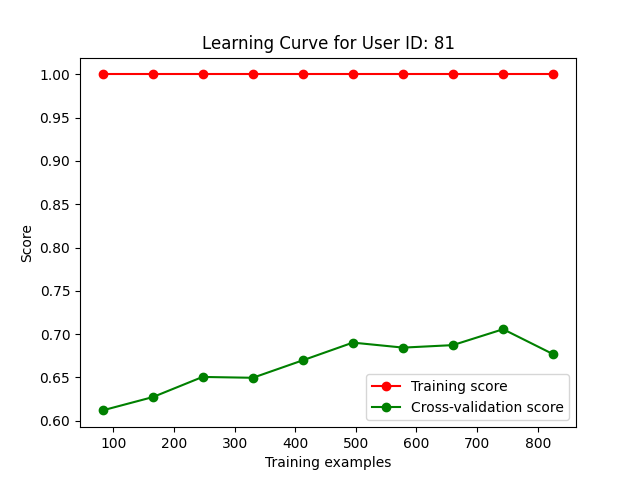 Learning Curve for User ID: 81
1.00
0.95
0.90
0.85
0.80
0.75
0.70
0.65
0.60
Score
100 200 300 400 500 600 700 800
Training examples
Training score
Cross-validation score